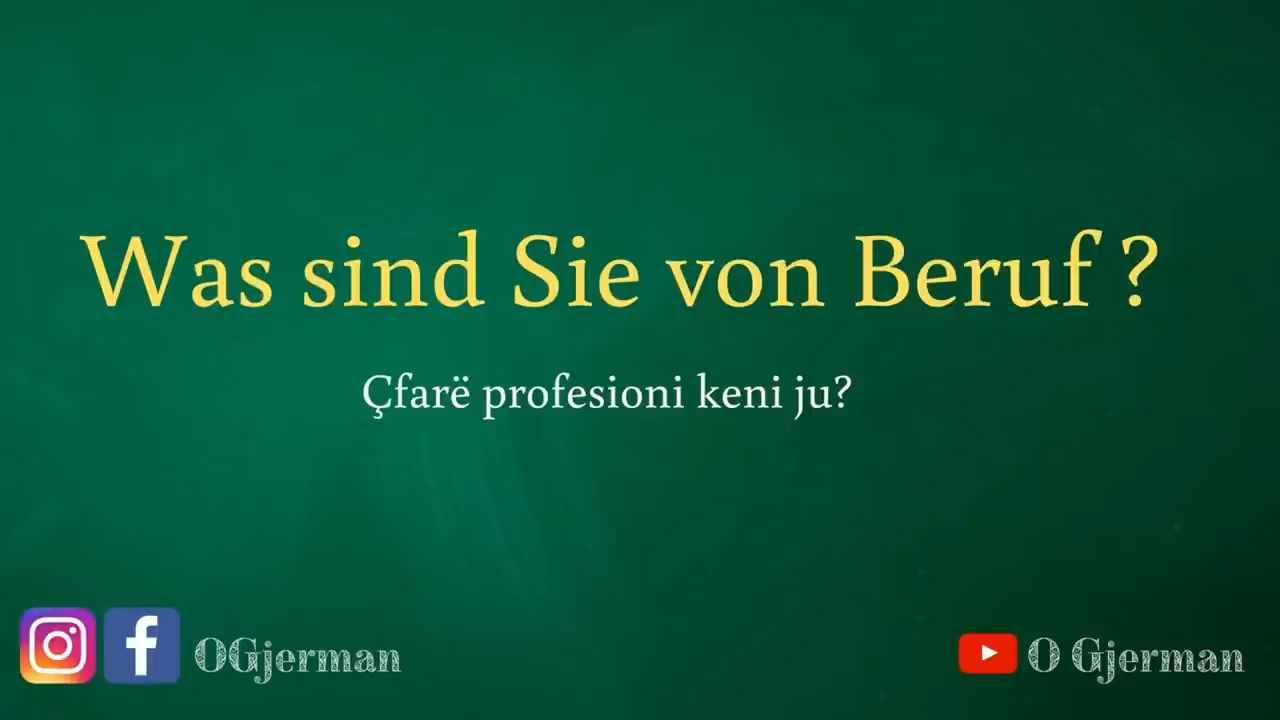 Was sind Sie von Beruf ?
Çfarë profesioni keni ju?
OGjerman
O Gjerman